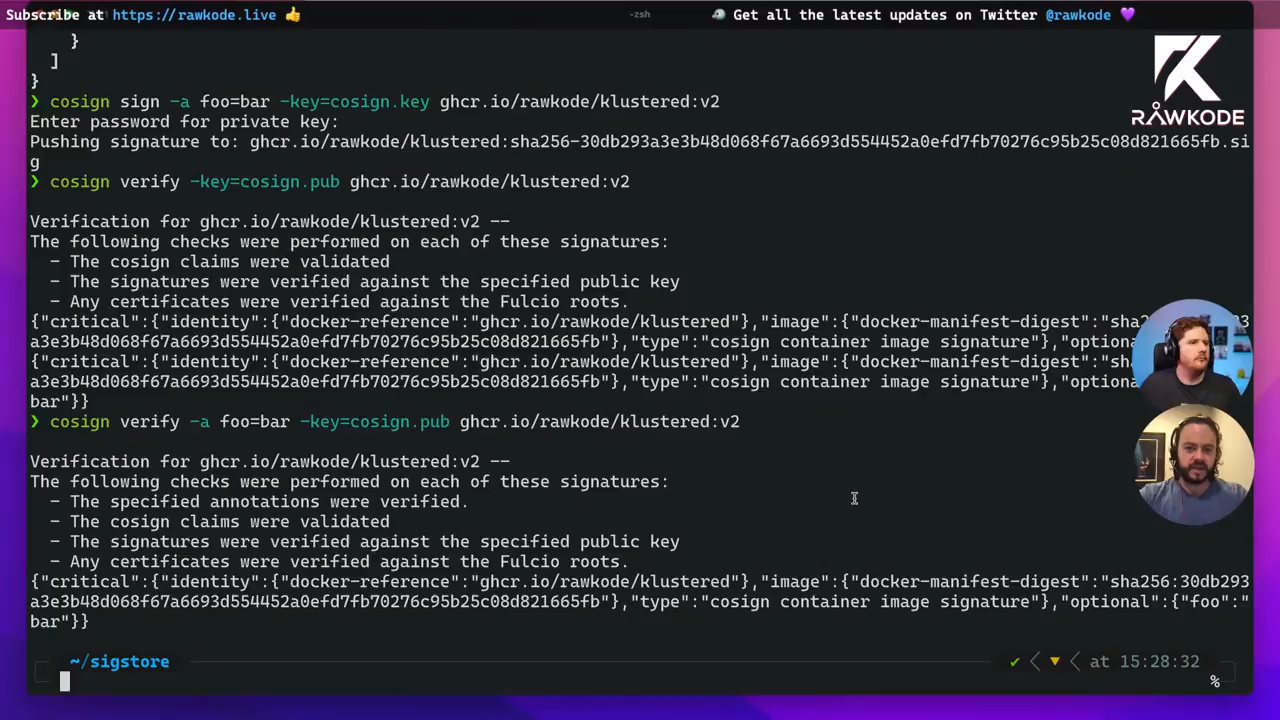 Subscribe at https://rawkode.live 👍
-zsh
Get all the latest updates on Twitter @rawkode 💜
RAWKODE
}
]
}
❯ cosign sign -a foo=bar -key=cosign.key ghcr.io/rawkode/klustered:v2
Enter password for private key:
Pushing signature to: ghcr.io/rawkode/klustered:sha256-30db293a3e3b48d068f67a6693d554452a0efd7fb70276c95b25c08d821665fb.si
g
❯ cosign verify -key=cosign.pub ghcr.io/rawkode/klustered:v2
Verification for ghcr.io/rawkode/klustered:v2 --
The following checks were performed on each of these signatures:
- The cosign claims were validated
- The signatures were verified against the specified public key
- Any certificates were verified against the Fulcio roots.
{"critical":{"identity":{"docker-reference":"ghcr.io/rawkode/klustered"},"image":{"docker-manifest-digest":"sha2
a3e3b48d068f67a6693d554452a0efd7fb70276c95b25c08d821665fb"},"type":"cosign container image signature"},"optional
{"critical":{"identity":{"docker-reference":"ghcr.io/rawkode/klustered"},"image":{"docker-manifest-digest":"sha
a3e3b48d068f67a6693d554452a0efd7fb70276c95b25c08d821665fb"},"type":"cosign container image signature"},"optiona
bar"}}
❯ cosign verify -a foo=bar -key=cosign.pub ghcr.io/rawkode/klustered:v2
Verification for ghcr.io/rawkode/klustered:v2 --
The following checks were performed on each of these signatures:
- The specified annotations were verified.
- The cosign claims were validated
- The signatures were verified against the specified public key
- Any certificates were verified against the Fulcio roots.
{"critical":{"identity":{"docker-reference":"ghcr.io/rawkode/klustered"},"image":{"docker-manifest-digest":"sha256:30db293
a3e3b48d068f67a6693d554452a0efd7fb70276c95b25c08d821665fb"},"type":"cosign container image signature"},"optional":{"foo":"
bar"}}
~/sigstore
✔ at 15:28:32
%